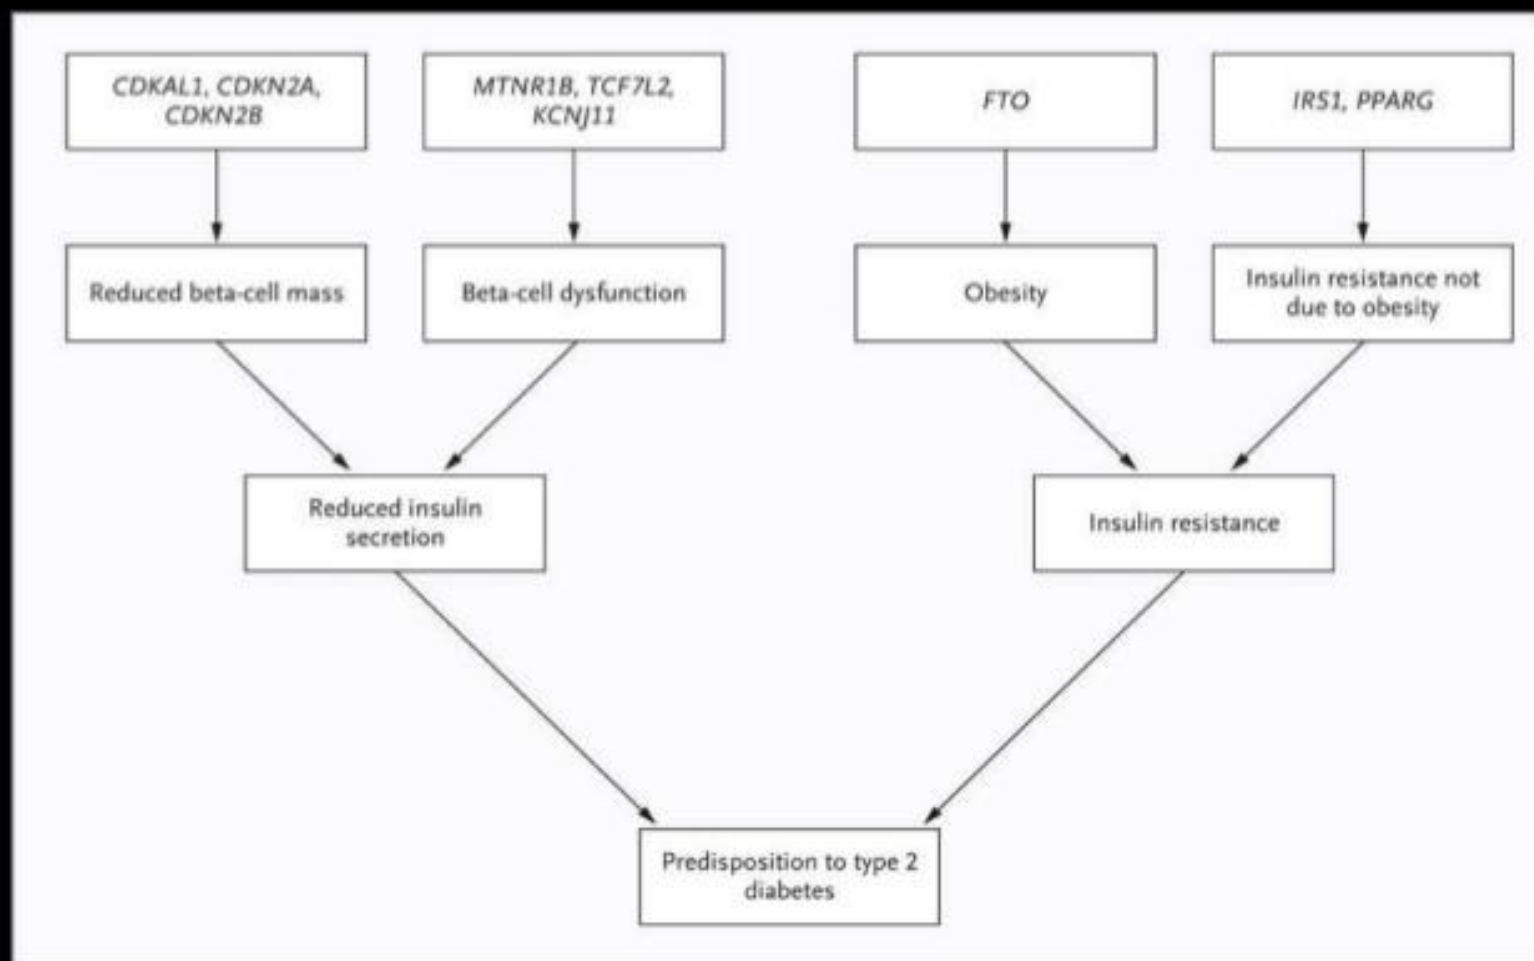 CDKAL1, CDKN2A,
CDKN2B
MTNR1B, TCF7L2,
KCNJ11
FTO
IRS1, PPARG
Reduced beta-cell mass
Beta-cell dysfunction
Obesity
Insulin resistance not
due to obesity
Reduced insulin
secretion
Insulin resistance
Predisposition to type 2
diabetes